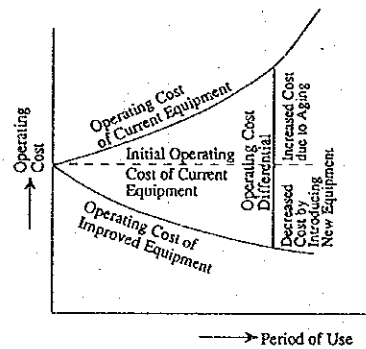 Operating
Cost
Operating Cost
of Current Equipment
Initial Operating
Cost of Current
Equipment
Operating Cost of
Improved Equipment
Operating Cost
Differential
Increased Cost
due to Aging
Decreased
Cost by
Introducing
New Equipment
Period of Use